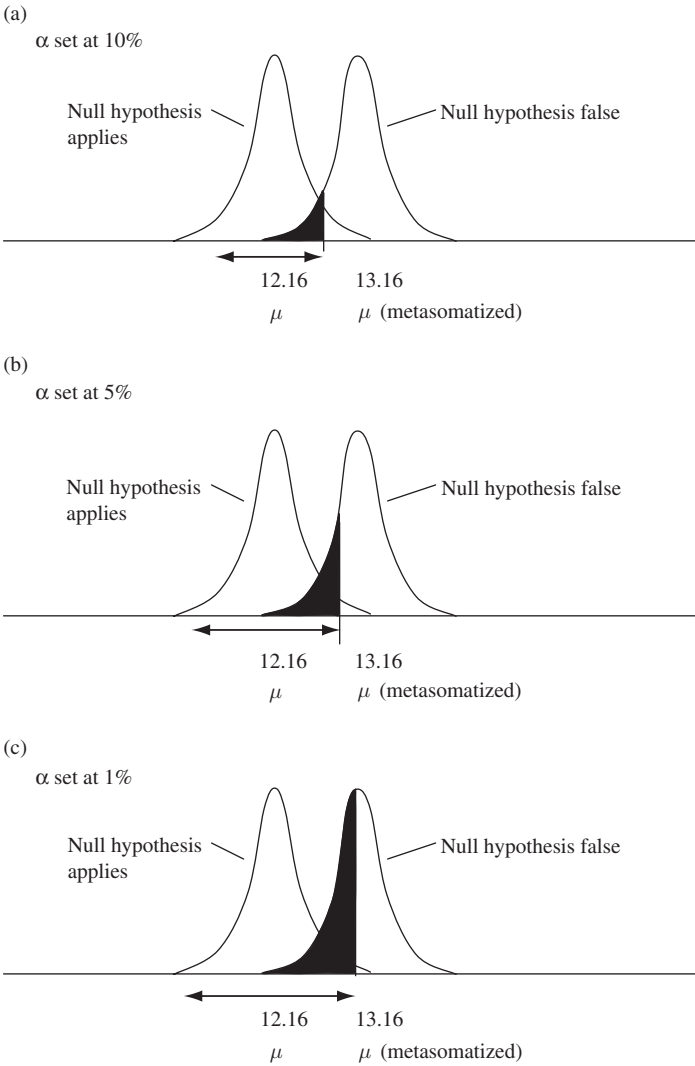 (a)
α set at 10%
Null hypothesis
applies
Null hypothesis false
12.16
13.16
μ
μ (metasomatized)
(b)
α set at 5%
Null hypothesis
applies
Null hypothesis false
12.16
13.16
μ
μ (metasomatized)
(c)
α set at 1%
Null hypothesis
applies
Null hypothesis false
12.16
13.16
μ
μ (metasomatized)